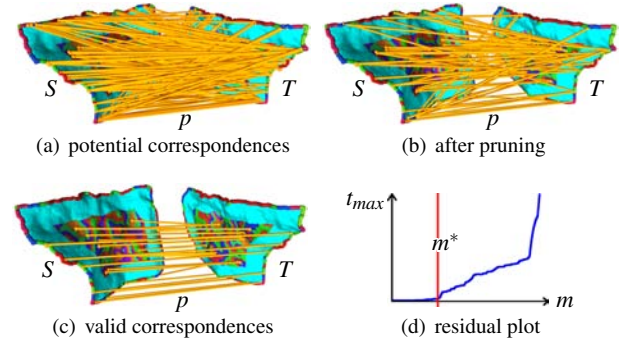 S T S T
p p
(a) potential correspondences (b) after pruning
t_max
m*
S T
p m
(c) valid correspondences (d) residual plot